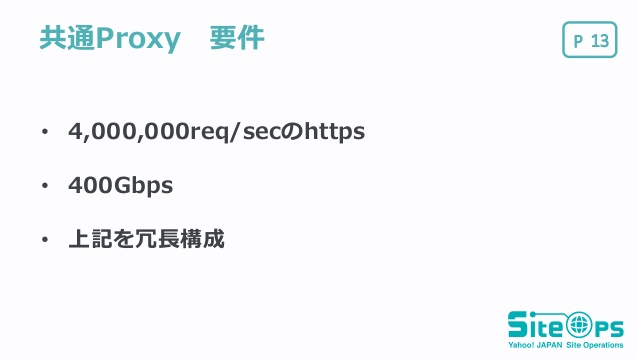 共通Proxy　要件
P 13
• 4,000,000req/secのhttps
• 400Gbps
• 上記を冗長構成
SiteOps
Yahoo! JAPAN Site Operations